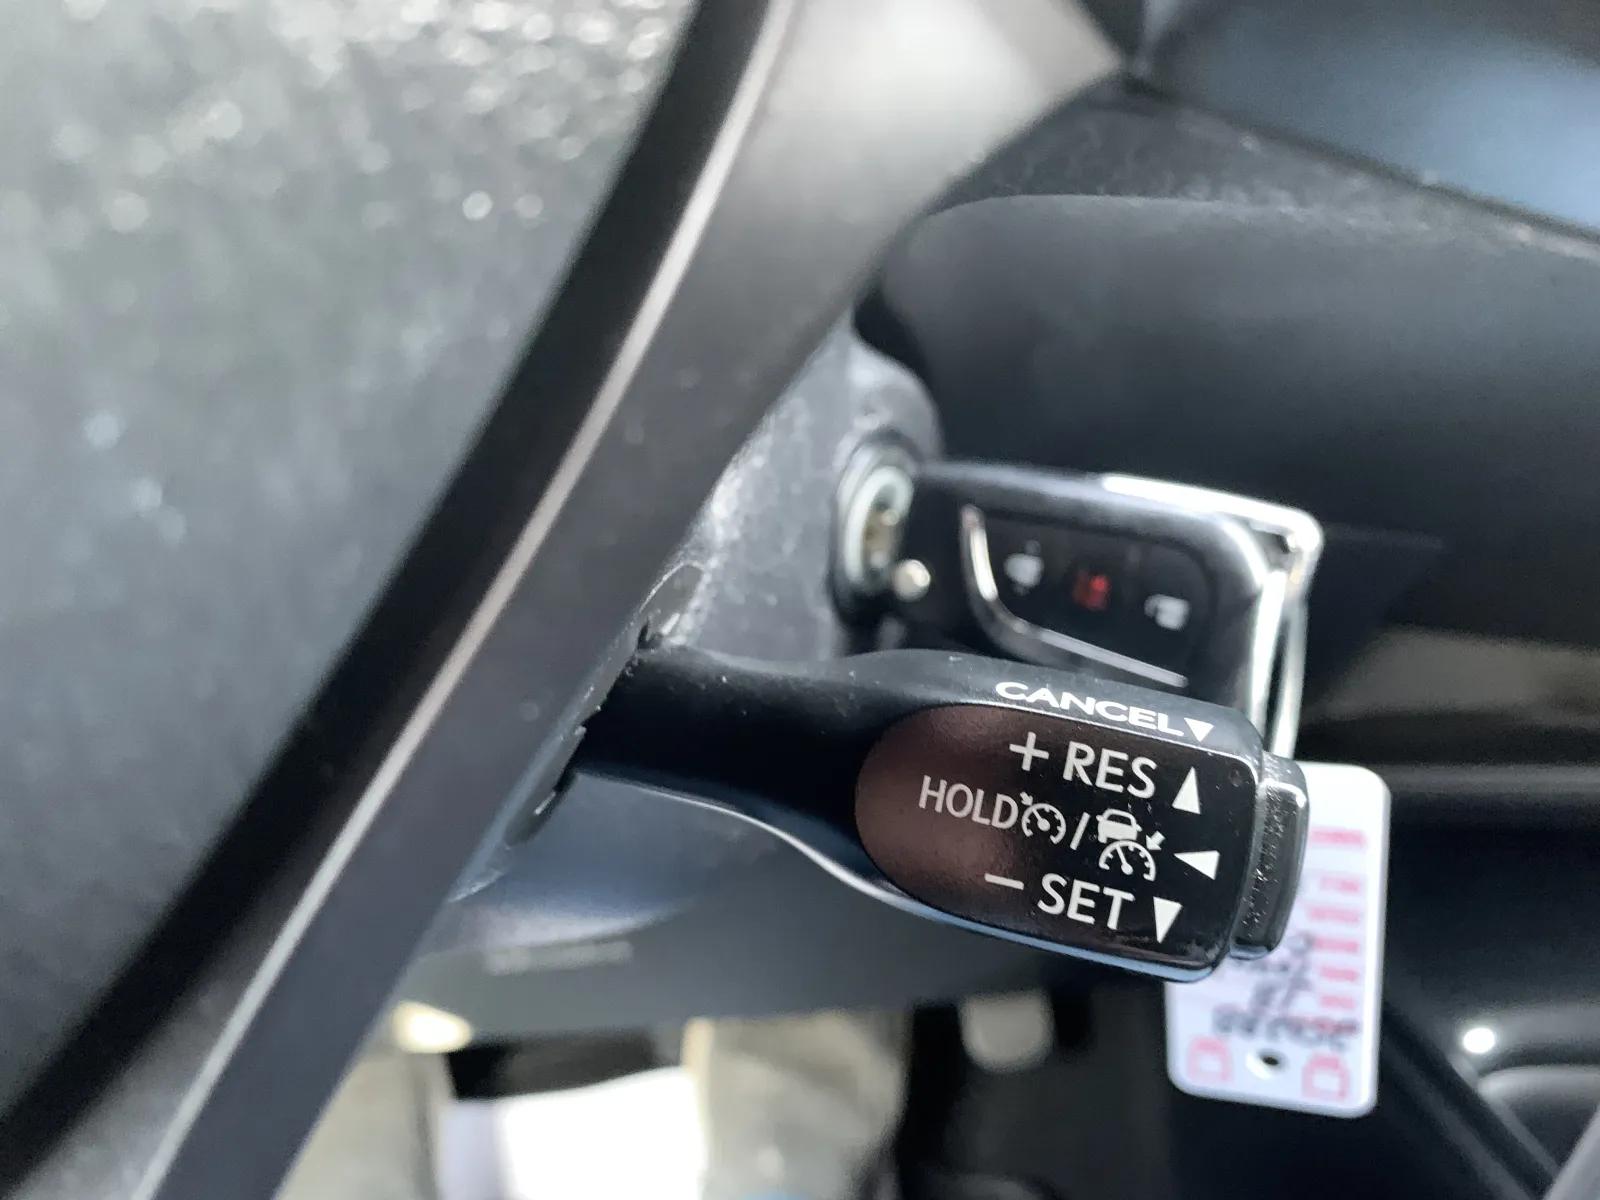 CANCEL▼
+ RES ▲
HOLD / ◀
− SET ▼